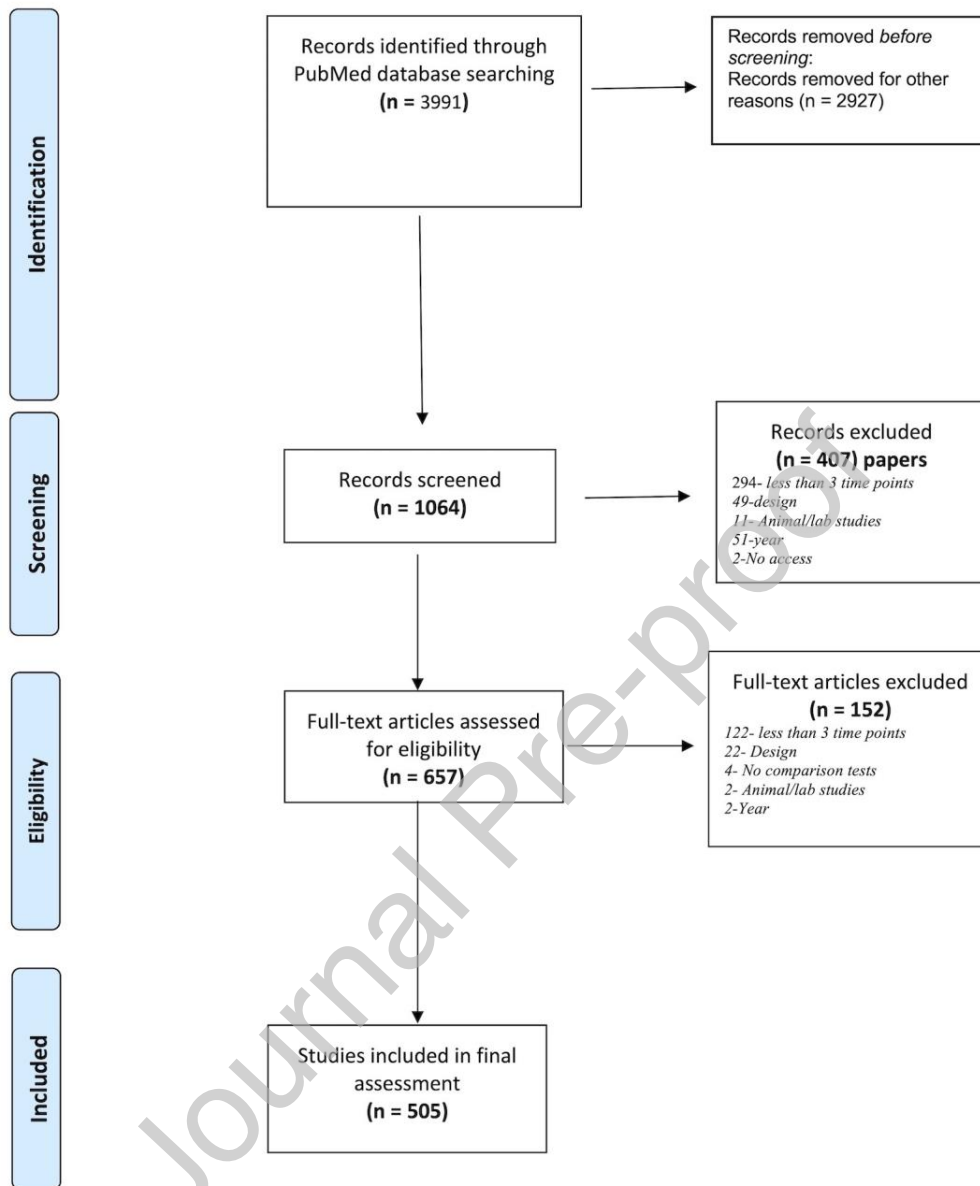 Identification
Records identified through
PubMed database searching
(n = 3991)
Records removed before
screening:
Records removed for other
reasons (n = 2927)
Screening
Records screened
(n = 1064)
Records excluded
(n = 407) papers
294- less than 3 time points
49-design
11- Animal/lab studies
51-year
2-No access
Eligibility
Full-text articles assessed
for eligibility
(n = 657)
Full-text articles excluded
(n = 152)
122- less than 3 time points
22- Design
4- No comparison tests
2- Animal/lab studies
2-Year
Included
Studies included in final
assessment
(n = 505)
Journal Pre-proof